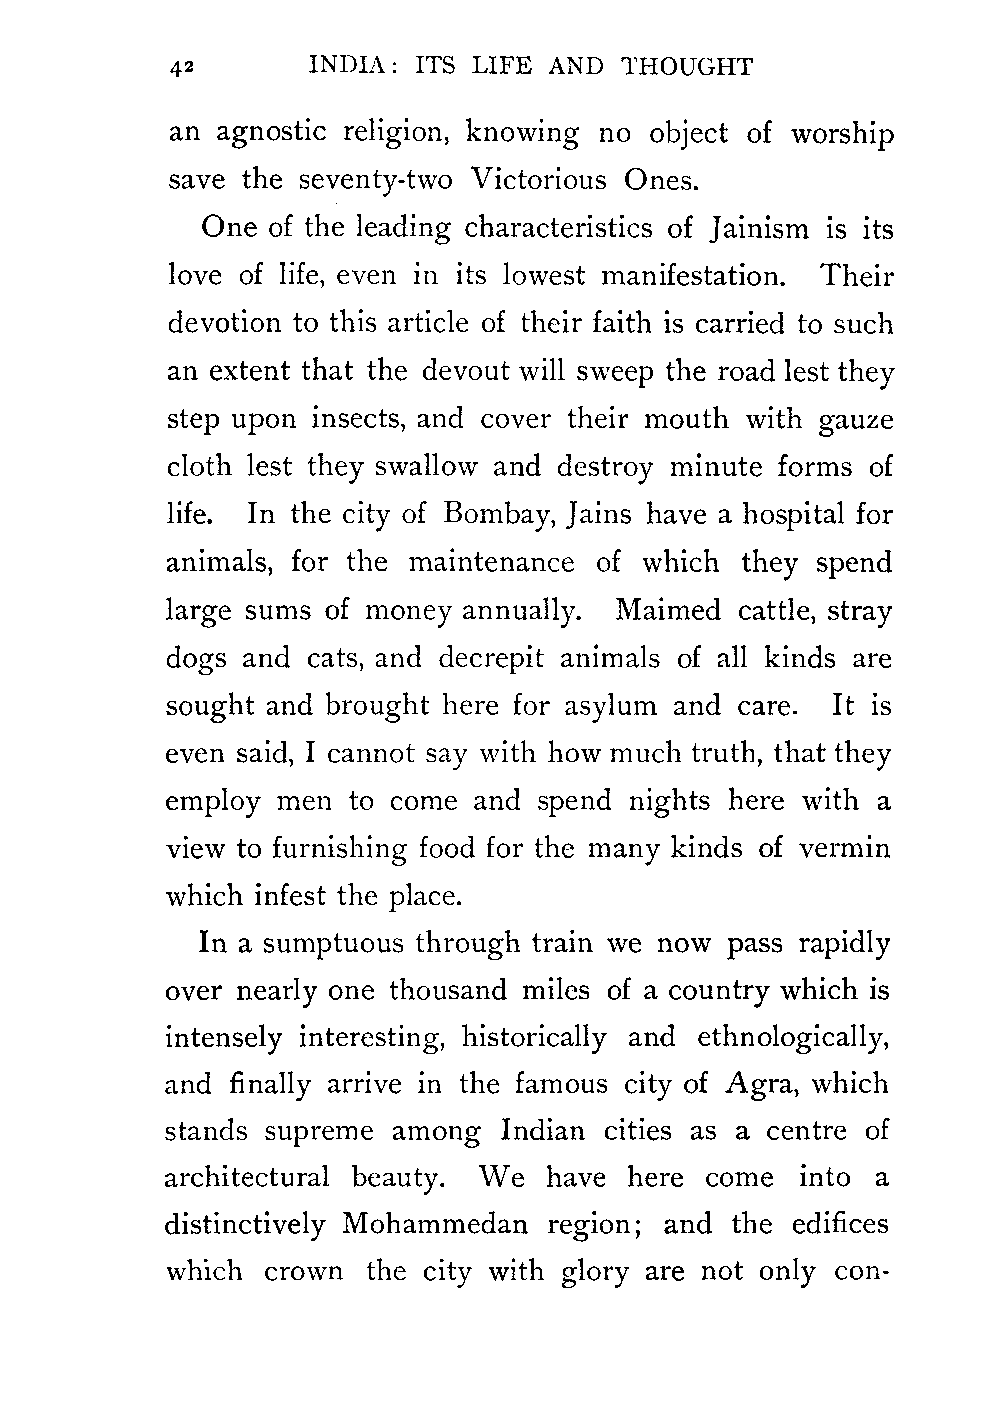 42 INDIA: ITS LIFE AND THOUGHT
an agnostic religion, knowing no object of worship
save the seventy-two Victorious Ones.
One of the leading characteristics of Jainism is its
love of life, even in its lowest manifestation. Their
devotion to this article of their faith is carried to such
an extent that the devout will sweep the road lest they
step upon insects, and cover their mouth with gauze
cloth lest they swallow and destroy minute forms of
life. In the city of Bombay, Jains have a hospital for
animals, for the maintenance of which they spend
large sums of money annually. Maimed cattle, stray
dogs and cats, and decrepit animals of all kinds are
sought and brought here for asylum and care. It is
even said, I cannot say with how much truth, that they
employ men to come and spend nights here with a
view to furnishing food for the many kinds of vermin
which infest the place.
In a sumptuous through train we now pass rapidly
over nearly one thousand miles of a country which is
intensely interesting, historically and ethnologically,
and finally arrive in the famous city of Agra, which
stands supreme among Indian cities as a centre of
architectural beauty. We have here come into a
distinctively Mohammedan region; and the edifices
which crown the city with glory are not only con-